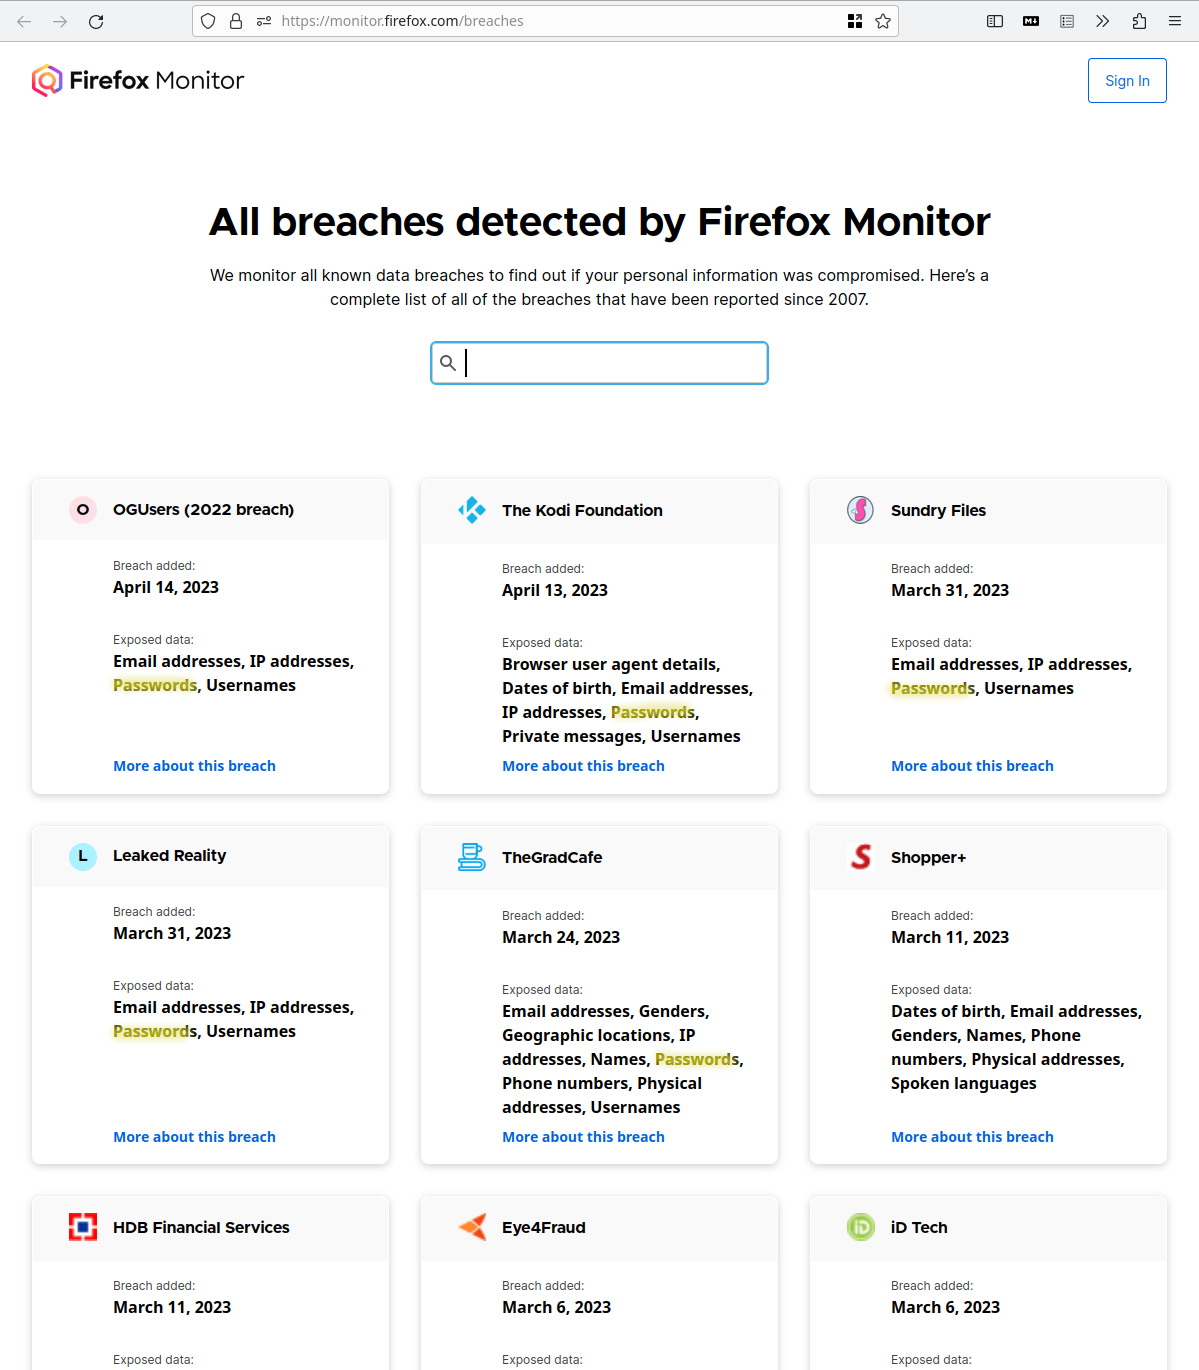 https://monitor.firefox.com/breaches
Firefox Monitor
Sign In
All breaches detected by Firefox Monitor
We monitor all known data breaches to find out if your personal information was compromised. Here’s a
complete list of all of the breaches that have been reported since 2007.
O
OGUsers (2022 breach)
Breach added:
April 14, 2023
Exposed data:
Email addresses, IP addresses,
Passwords, Usernames
More about this breach
The Kodi Foundation
Breach added:
April 13, 2023
Exposed data:
Browser user agent details,
Dates of birth, Email addresses,
IP addresses, Passwords,
Private messages, Usernames
More about this breach
Sundry Files
Breach added:
March 31, 2023
Exposed data:
Email addresses, IP addresses,
Passwords, Usernames
More about this breach
L
Leaked Reality
Breach added:
March 31, 2023
Exposed data:
Email addresses, IP addresses,
Passwords, Usernames
More about this breach
TheGradCafe
Breach added:
March 24, 2023
Exposed data:
Email addresses, Genders,
Geographic locations, IP
addresses, Names, Passwords,
Phone numbers, Physical
addresses, Usernames
More about this breach
S
Shopper+
Breach added:
March 11, 2023
Exposed data:
Dates of birth, Email addresses,
Genders, Names, Phone
numbers, Physical addresses,
Spoken languages
More about this breach
HDB Financial Services
Breach added:
March 11, 2023
Exposed data:
Eye4Fraud
Breach added:
March 6, 2023
Exposed data:
iD
iD Tech
Breach added:
March 6, 2023
Exposed data: